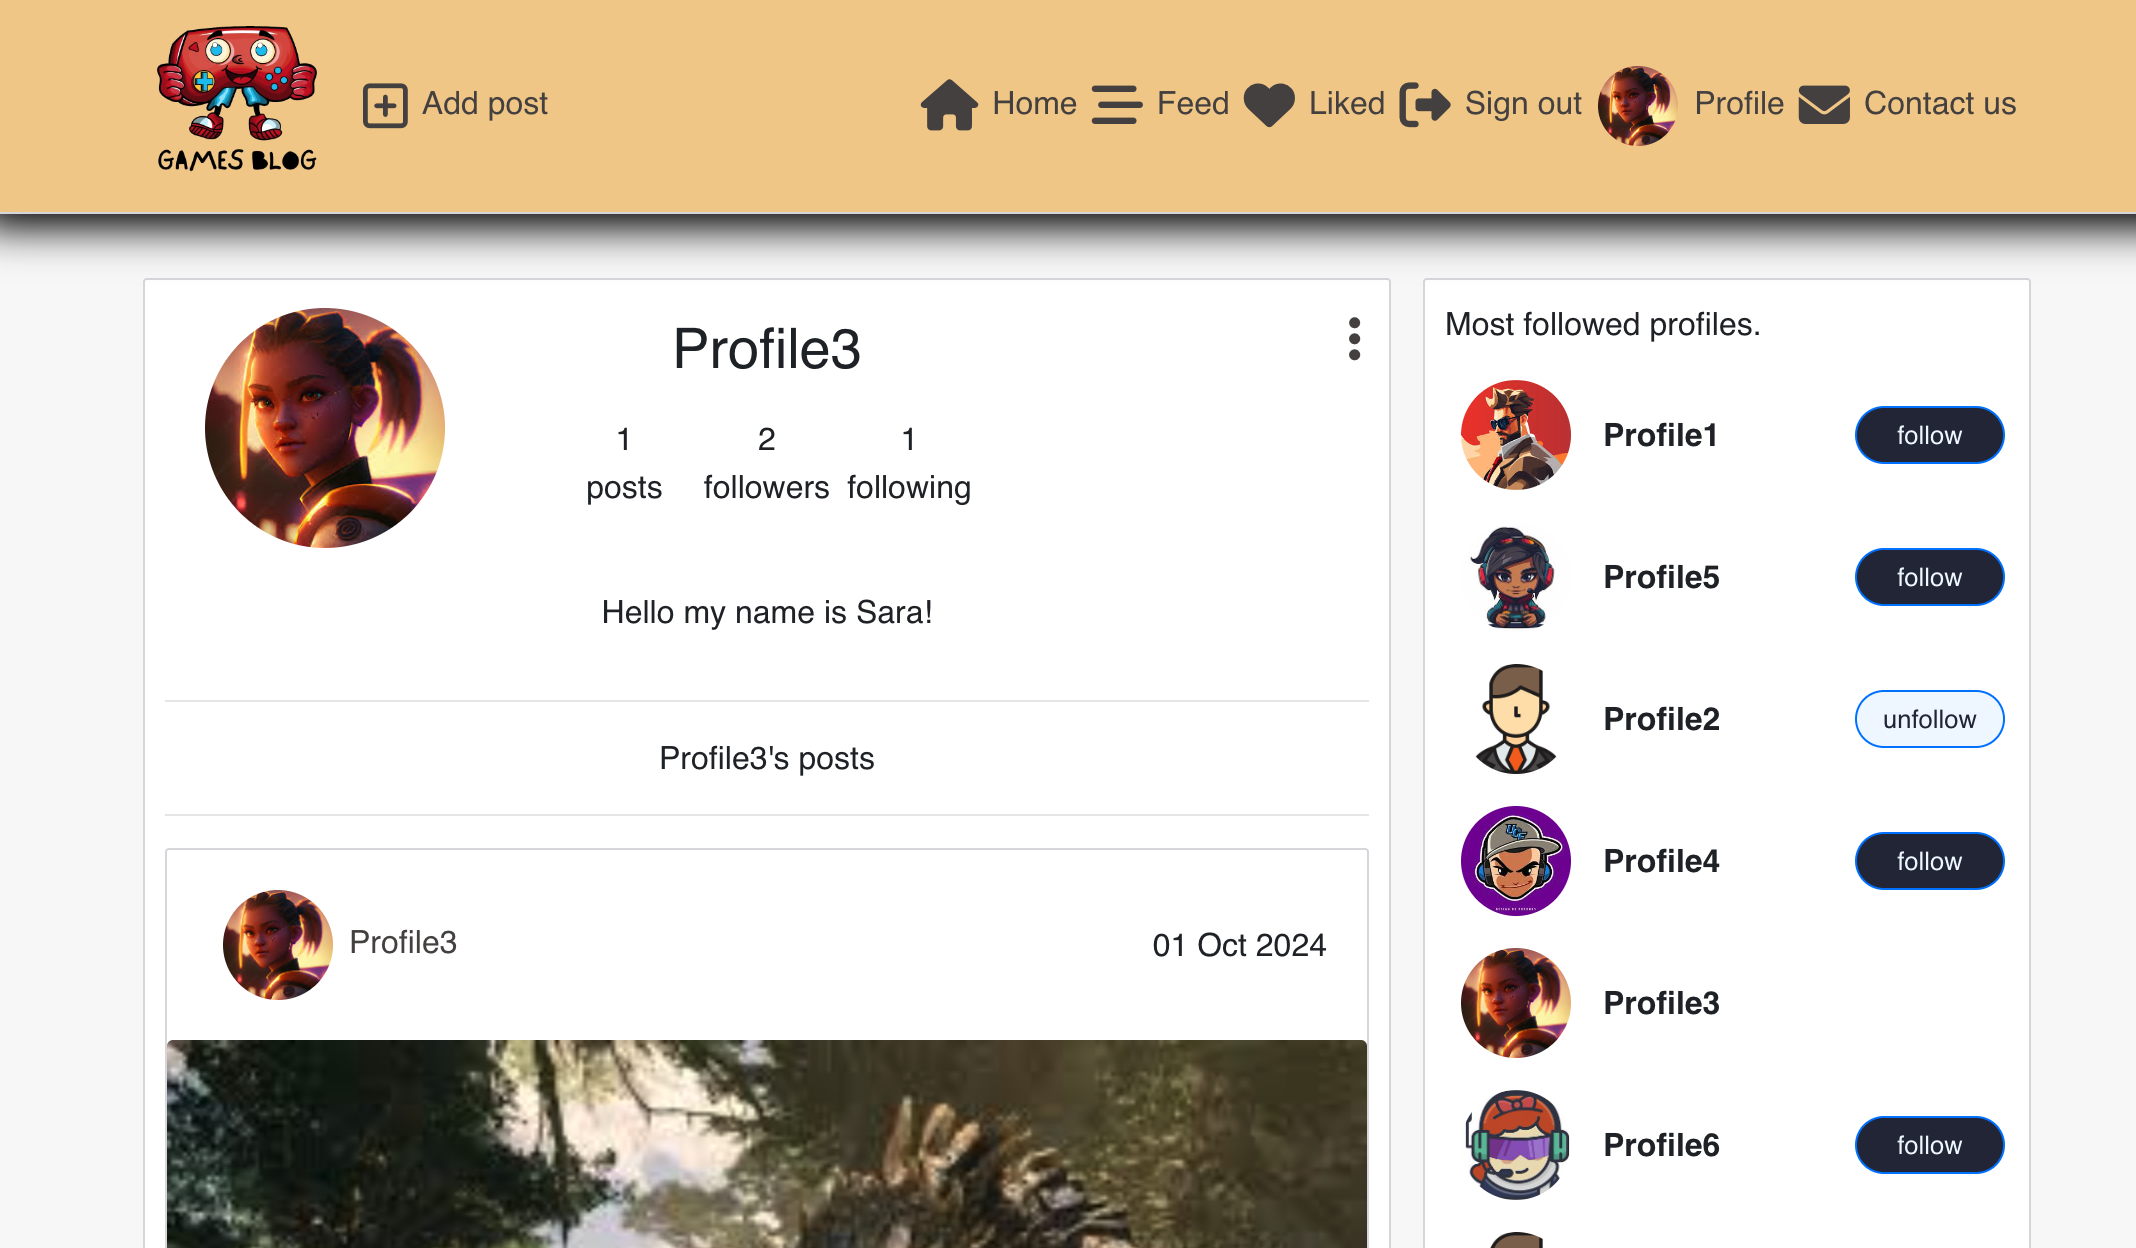 GAMES BLOG
Add post
Home Feed Liked Sign out Profile Contact us
Profile3
1 2 1
posts followers following
Hello my name is Sara!
Profile3's posts
Profile3
01 Oct 2024
Most followed profiles.
Profile1 follow
Profile5 follow
Profile2 unfollow
UCF
Profile4 follow
Profile3
Profile6 follow